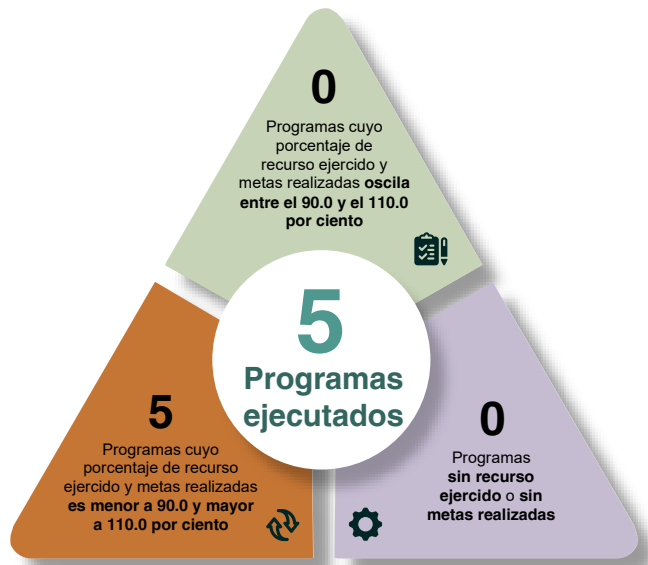 0
Programas cuyo
porcentaje de
recurso ejercido y
metas realizadas oscila
entre el 90.0 y el 110.0
por ciento
5
Programas
ejecutados
5
Programas cuyo
porcentaje de recurso
ejercido y metas realizadas
es menor a 90.0 y mayor
a 110.0 por ciento
0
Programas
sin recurso
ejercido o sin
metas realizadas